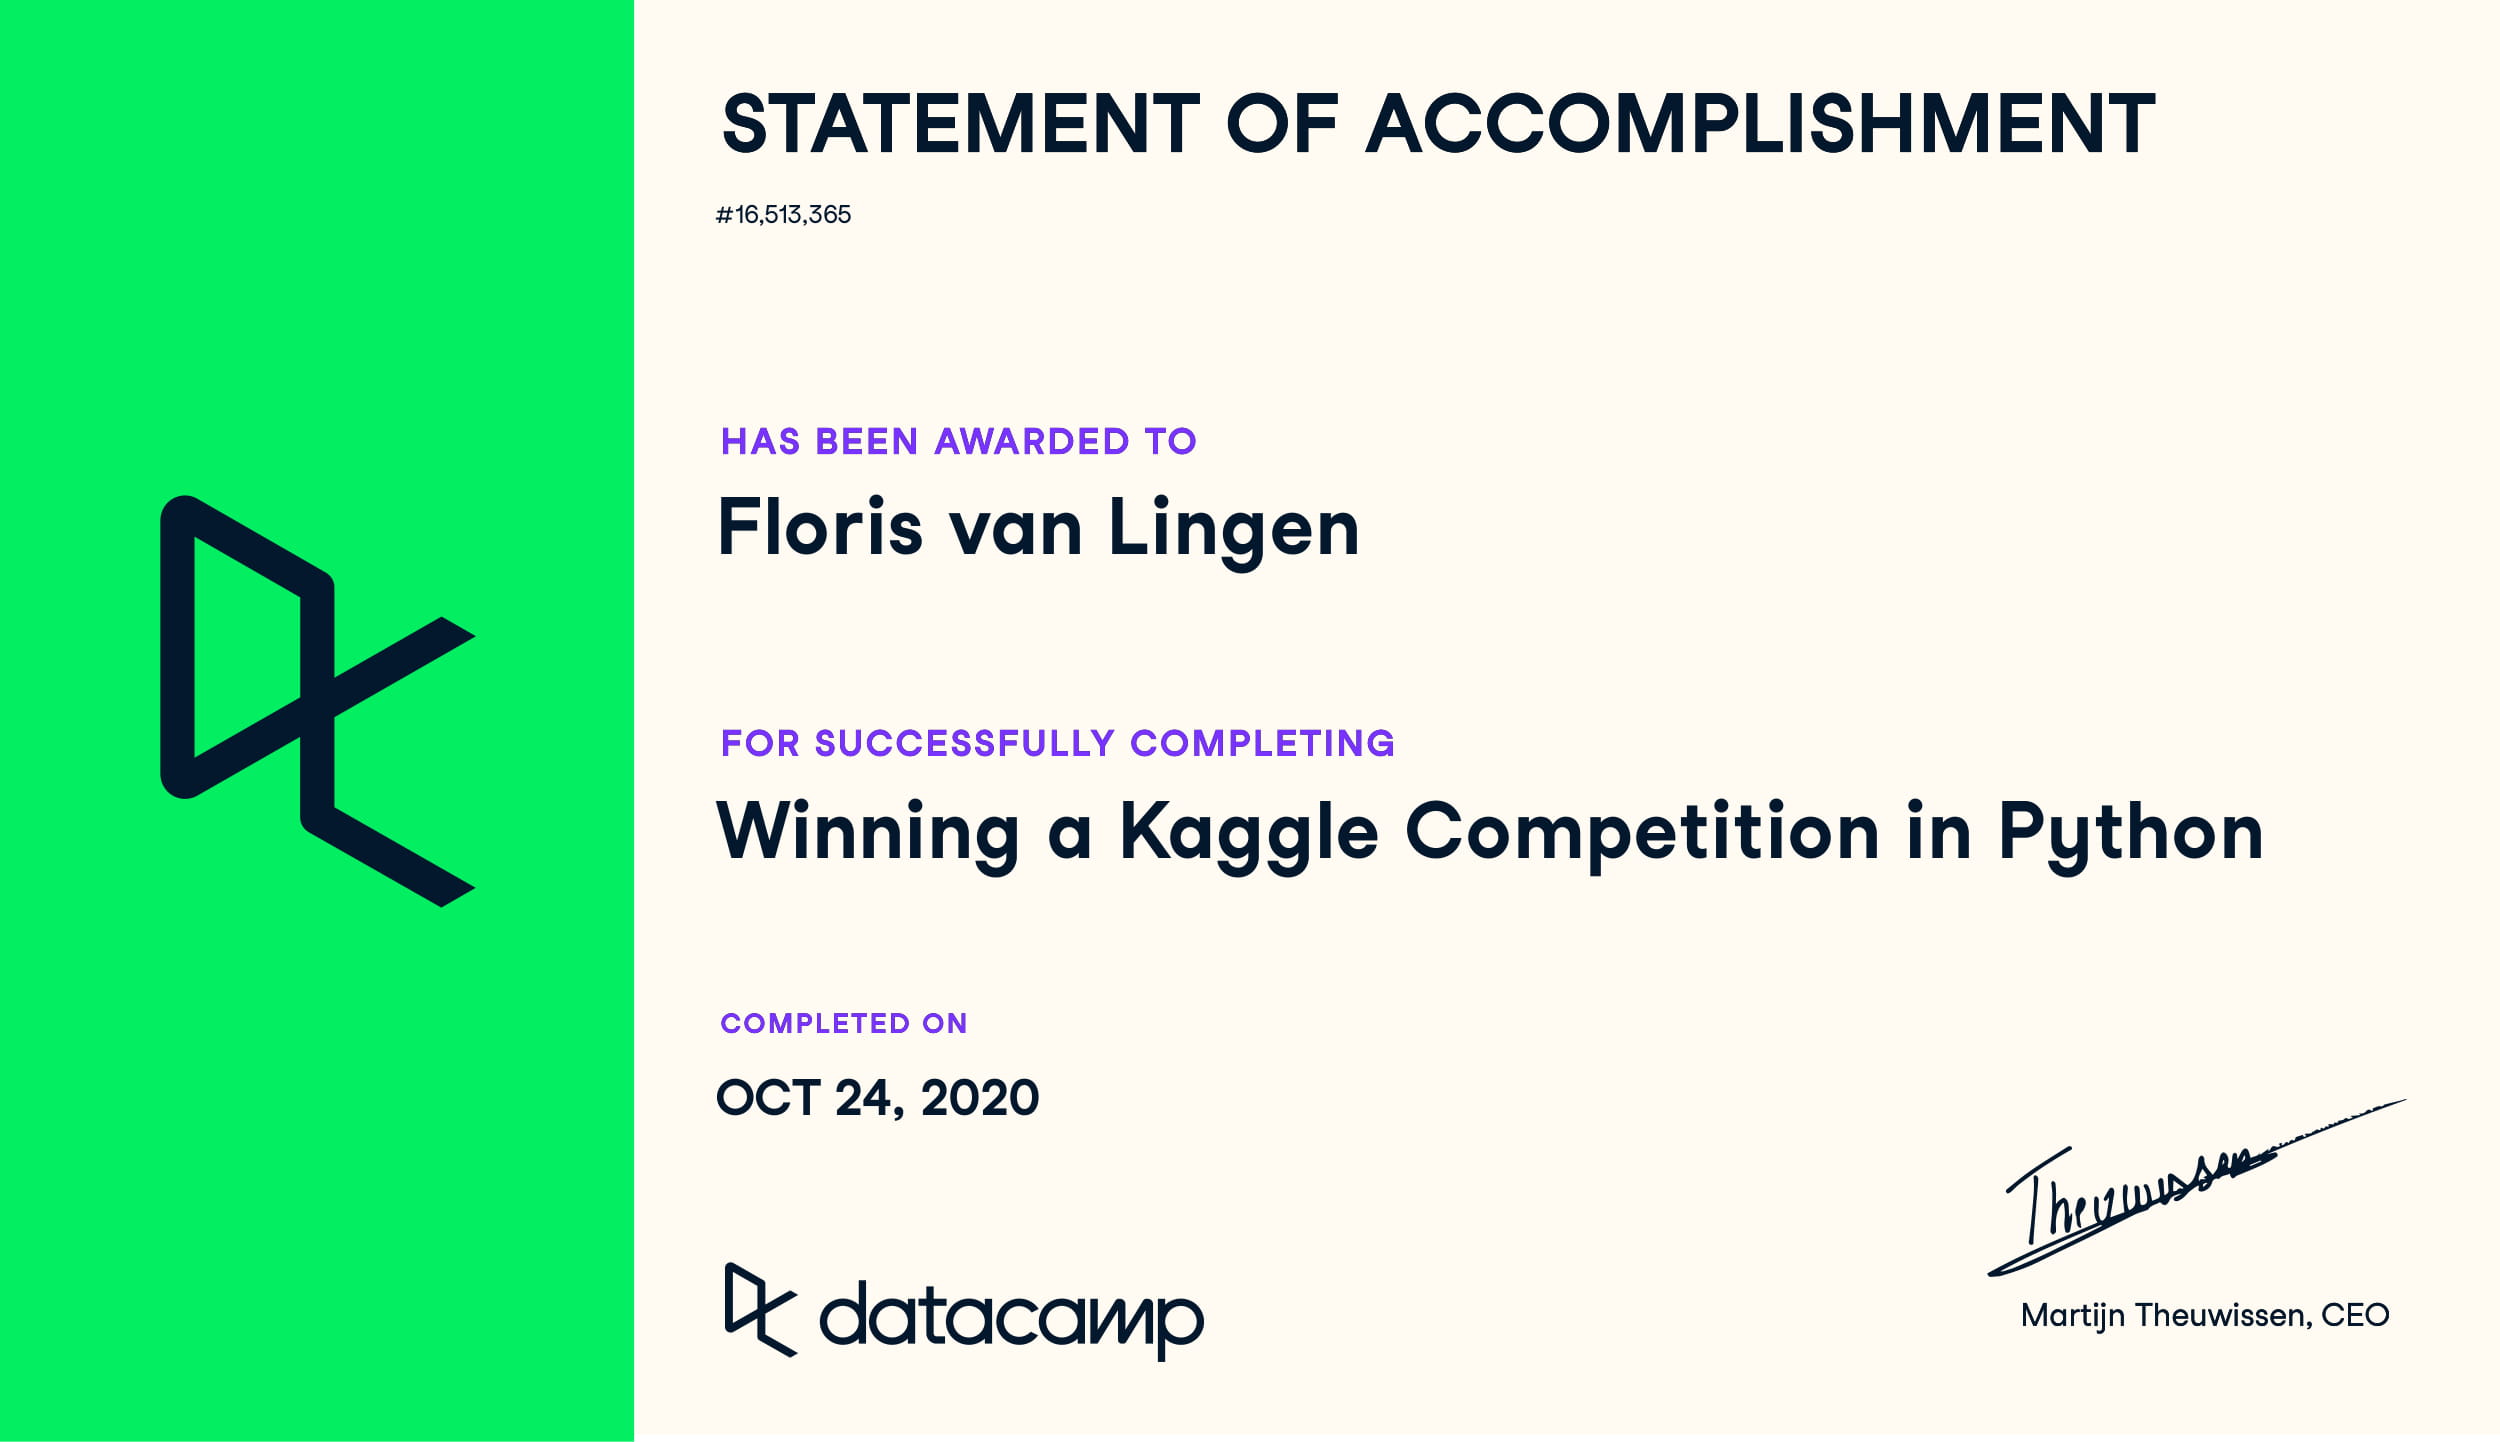 STATEMENT OF ACCOMPLISHMENT
#16,513,365
HAS BEEN AWARDED TO
Floris van Lingen
FOR SUCCESSFULLY COMPLETING
Winning a Kaggle Competition in Python
COMPLETED ON
OCT 24, 2020
Theuwissen
datacamp
Martijn Theuwissen, CEO